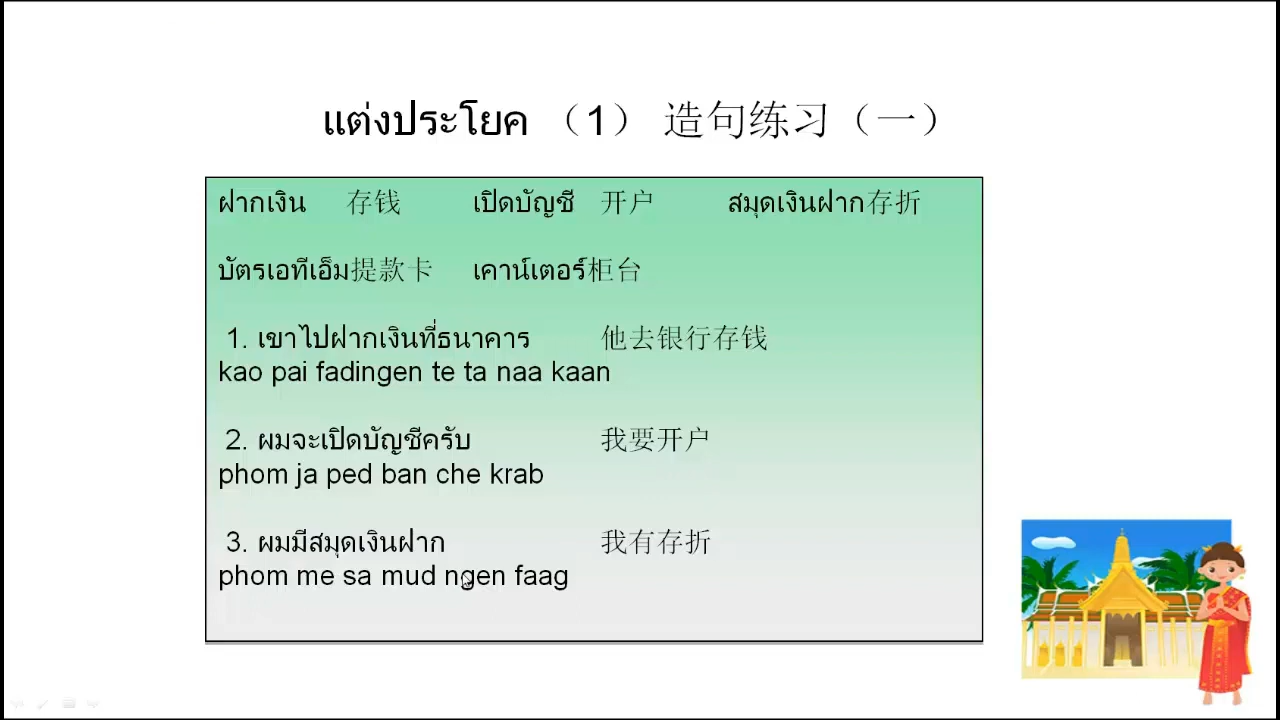 แต่งประโยค （1） 造句练习（一）
ฝากเงิน 存钱 เปิดบัญชี 开户 สมุดเงินฝาก存折
บัตรเอทีเอ็ม提款卡 เคาน์เตอร์柜台
1. เขาไปฝากเงินที่ธนาคาร 他去银行存钱
kao pai fadingen te ta naa kaan
2. ผมจะเปิดบัญชีครับ 我要开户
phom ja ped ban che krab
3. ผมมีสมุดเงินฝาก 我有存折
phom me sa mud ngen faag